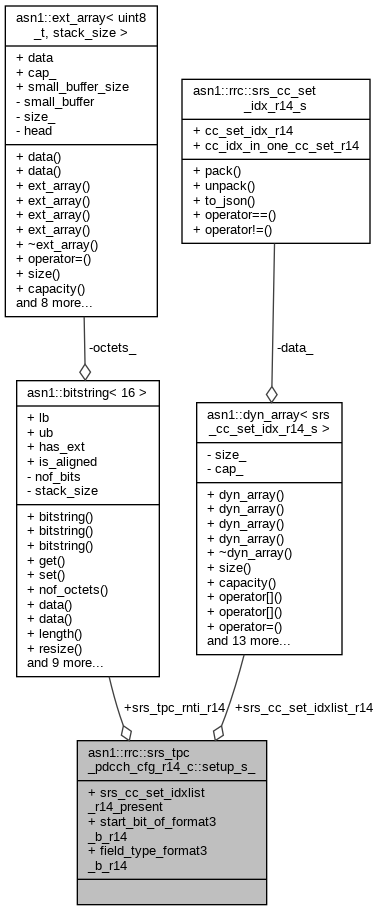 asn1::ext_array< uint8
_t, stack_size >
+ data
+ cap_
+ small_buffer_size
- small_buffer
- size_
- head
+ data()
+ data()
+ ext_array()
+ ext_array()
+ ext_array()
+ ext_array()
+ ~ext_array()
+ operator=()
+ size()
+ capacity()
and 8 more...
asn1::rrc::srs_cc_set
_idx_r14_s
+ cc_set_idx_r14
+ cc_idx_in_one_cc_set_r14
+ pack()
+ unpack()
+ to_json()
+ operator==()
+ operator!=()
-octets_
-data_
asn1::bitstring< 16 >
+ lb
+ ub
+ has_ext
+ is_aligned
- nof_bits
- stack_size
+ bitstring()
+ bitstring()
+ bitstring()
+ get()
+ set()
+ nof_octets()
+ data()
+ data()
+ length()
+ resize()
and 9 more...
asn1::dyn_array< srs
_cc_set_idx_r14_s >
- size_
- cap_
+ dyn_array()
+ dyn_array()
+ dyn_array()
+ dyn_array()
+ ~dyn_array()
+ size()
+ capacity()
+ operator[]()
+ operator[]()
+ operator=()
and 13 more...
+srs_tpc_rnti_r14
+srs_cc_set_idxlist_r14
asn1::rrc::srs_tpc
_pdcch_cfg_r14_c::setup_s_
+ srs_cc_set_idxlist
_r14_present
+ start_bit_of_format3
_b_r14
+ field_type_format3
_b_r14